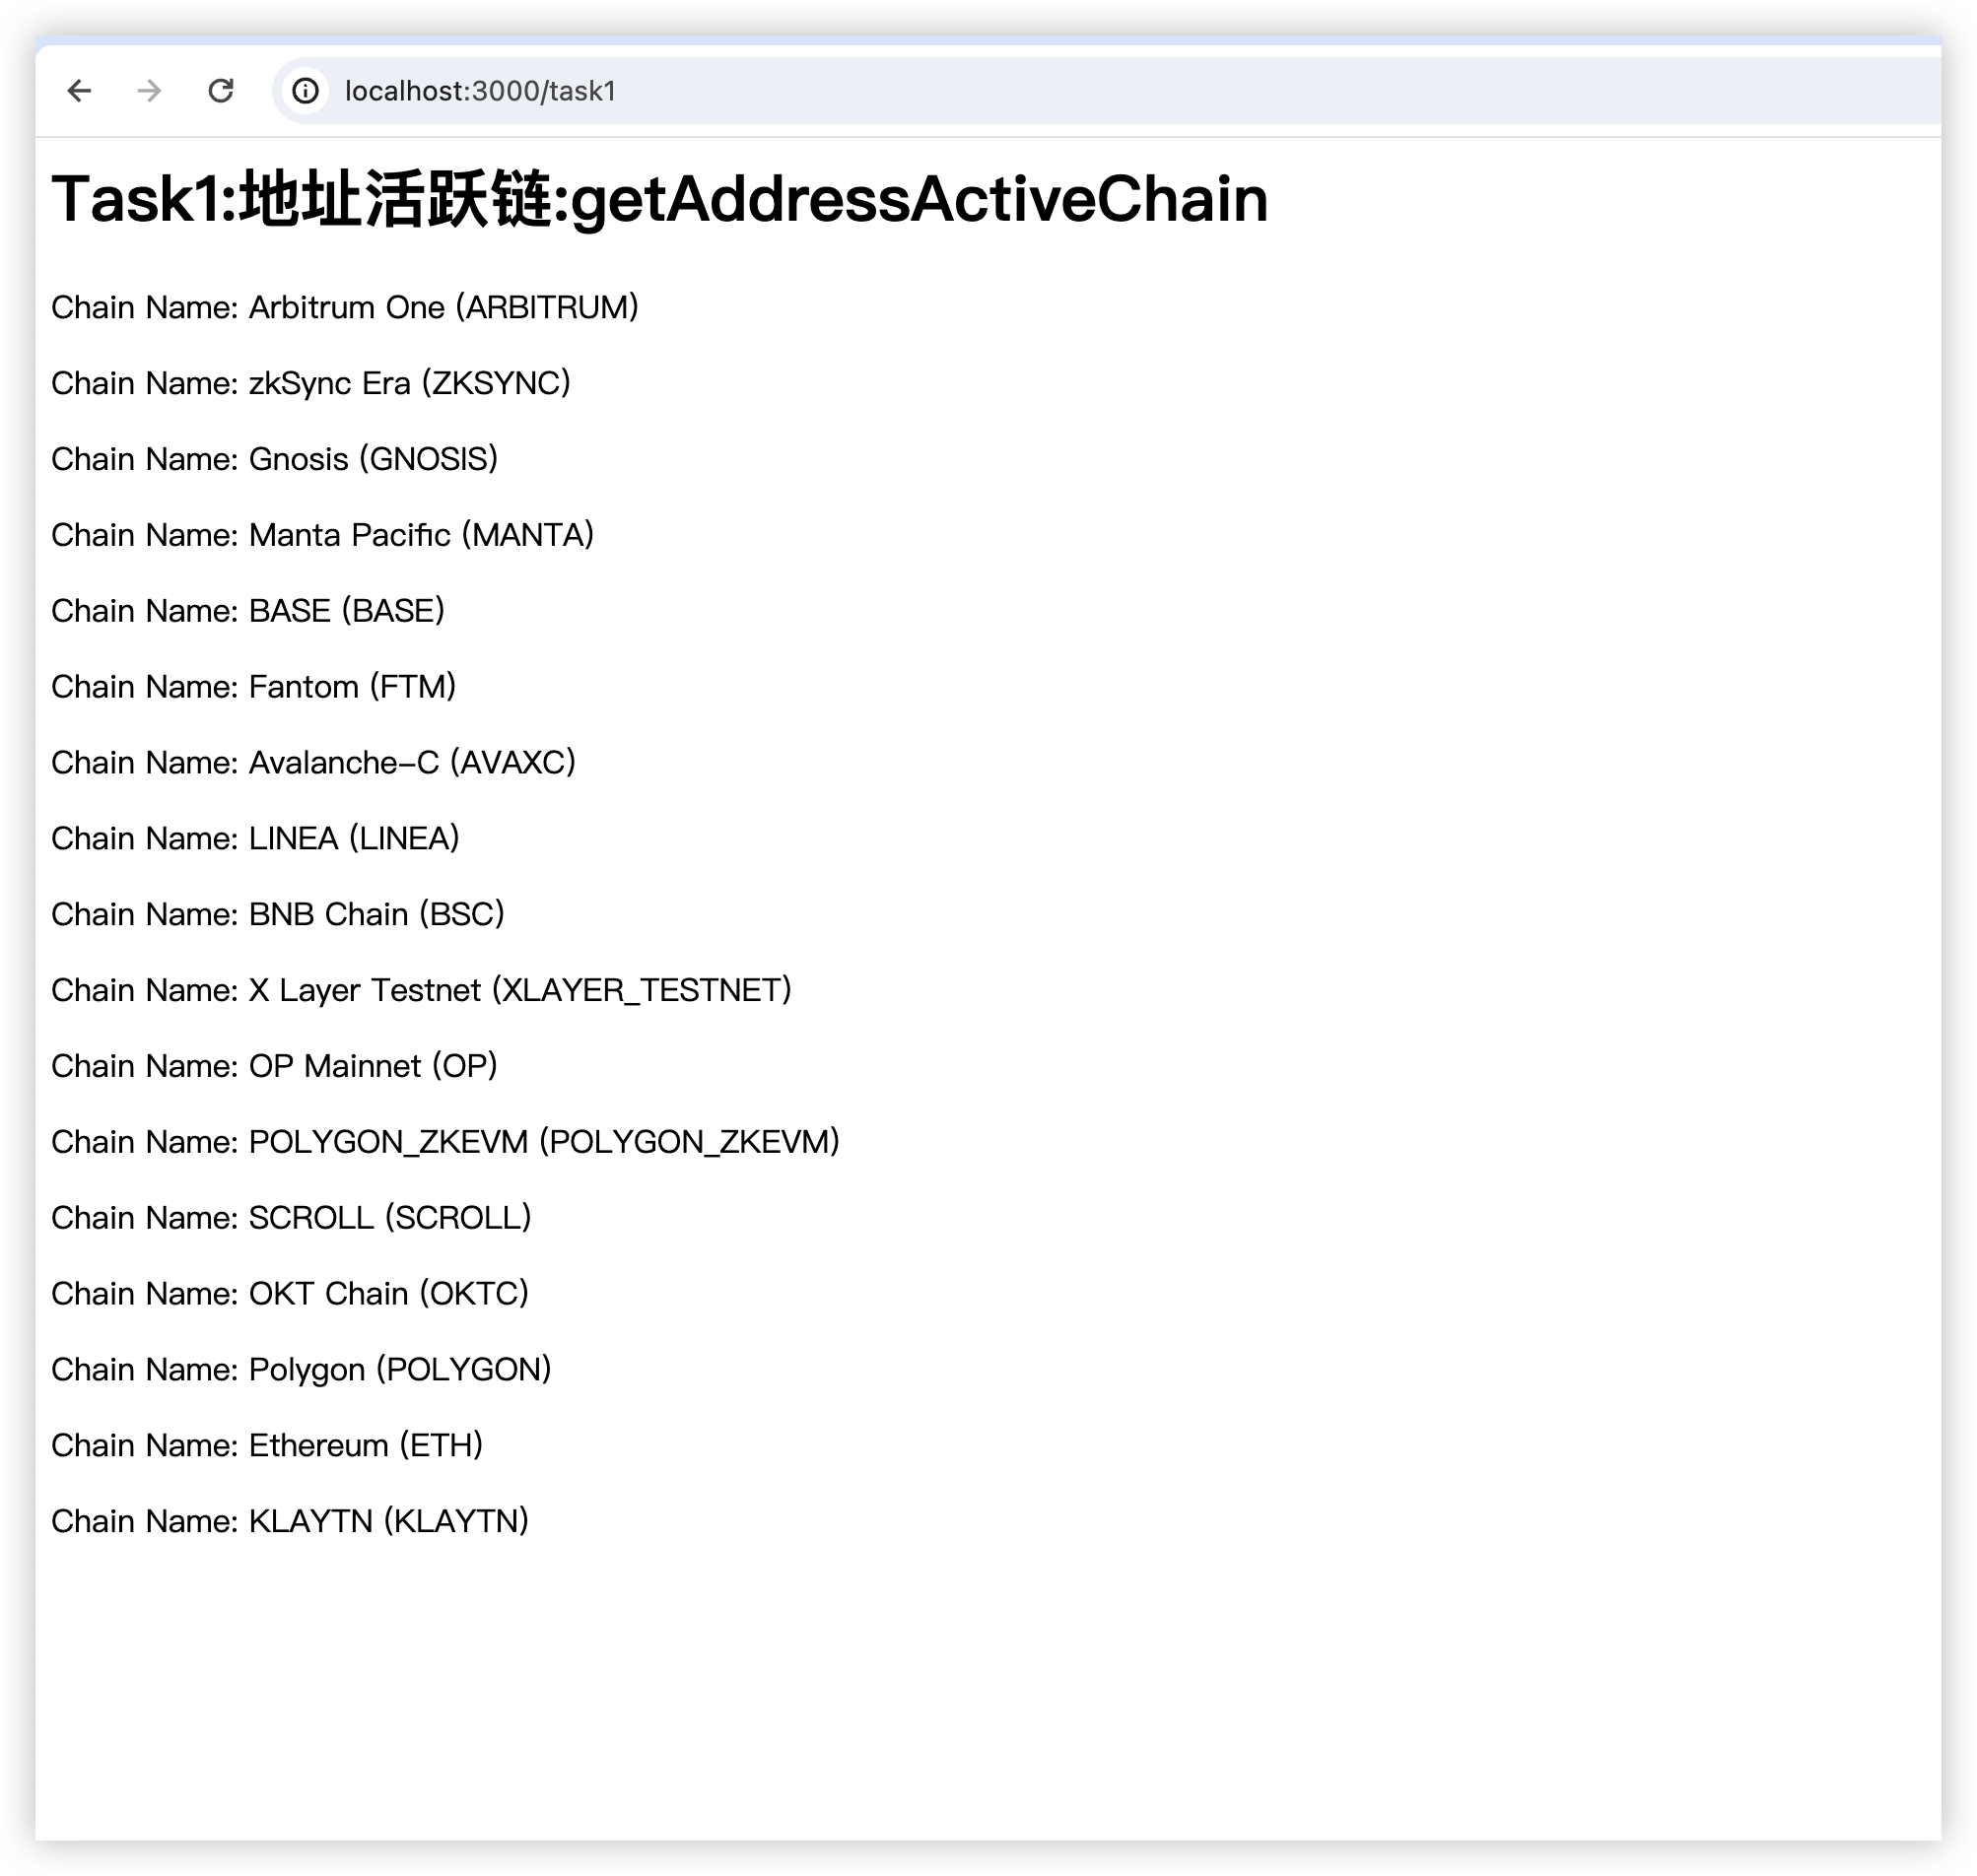 localhost:3000/task1
Task1:地址活跃链:getAddressActiveChain
Chain Name: Arbitrum One (ARBITRUM)
Chain Name: zkSync Era (ZKSYNC)
Chain Name: Gnosis (GNOSIS)
Chain Name: Manta Pacific (MANTA)
Chain Name: BASE (BASE)
Chain Name: Fantom (FTM)
Chain Name: Avalanche-C (AVAXC)
Chain Name: LINEA (LINEA)
Chain Name: BNB Chain (BSC)
Chain Name: X Layer Testnet (XLAYER_TESTNET)
Chain Name: OP Mainnet (OP)
Chain Name: POLYGON_ZKEVM (POLYGON_ZKEVM)
Chain Name: SCROLL (SCROLL)
Chain Name: OKT Chain (OKTC)
Chain Name: Polygon (POLYGON)
Chain Name: Ethereum (ETH)
Chain Name: KLAYTN (KLAYTN)